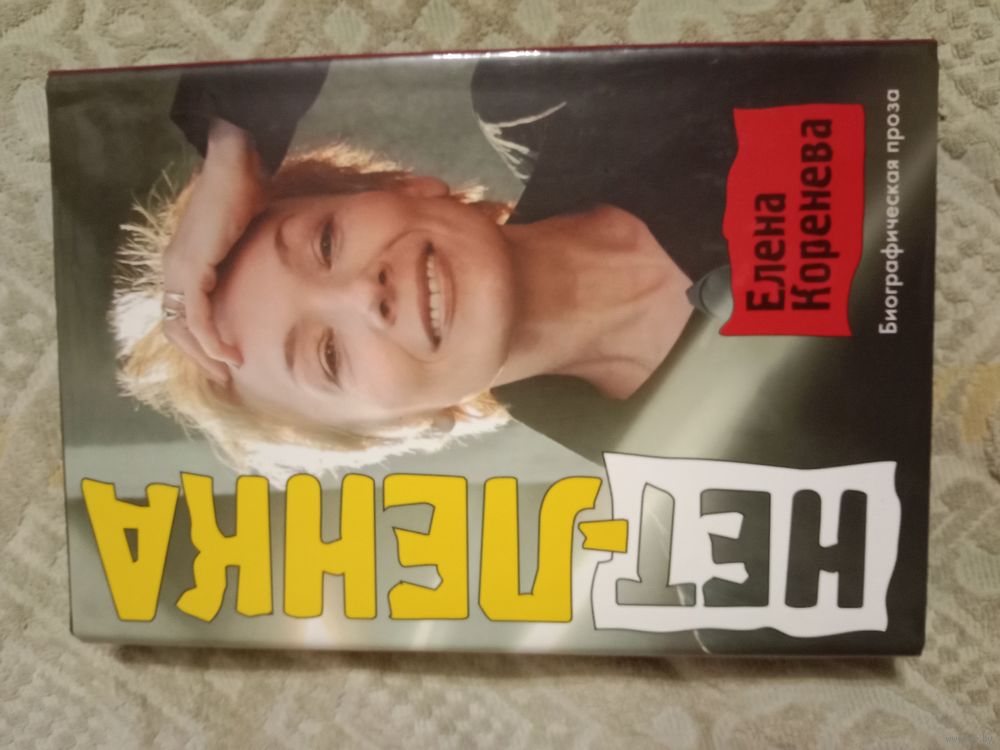 Елена
Коренева
Биографическая проза
НЕТ-
ЛЕНКА